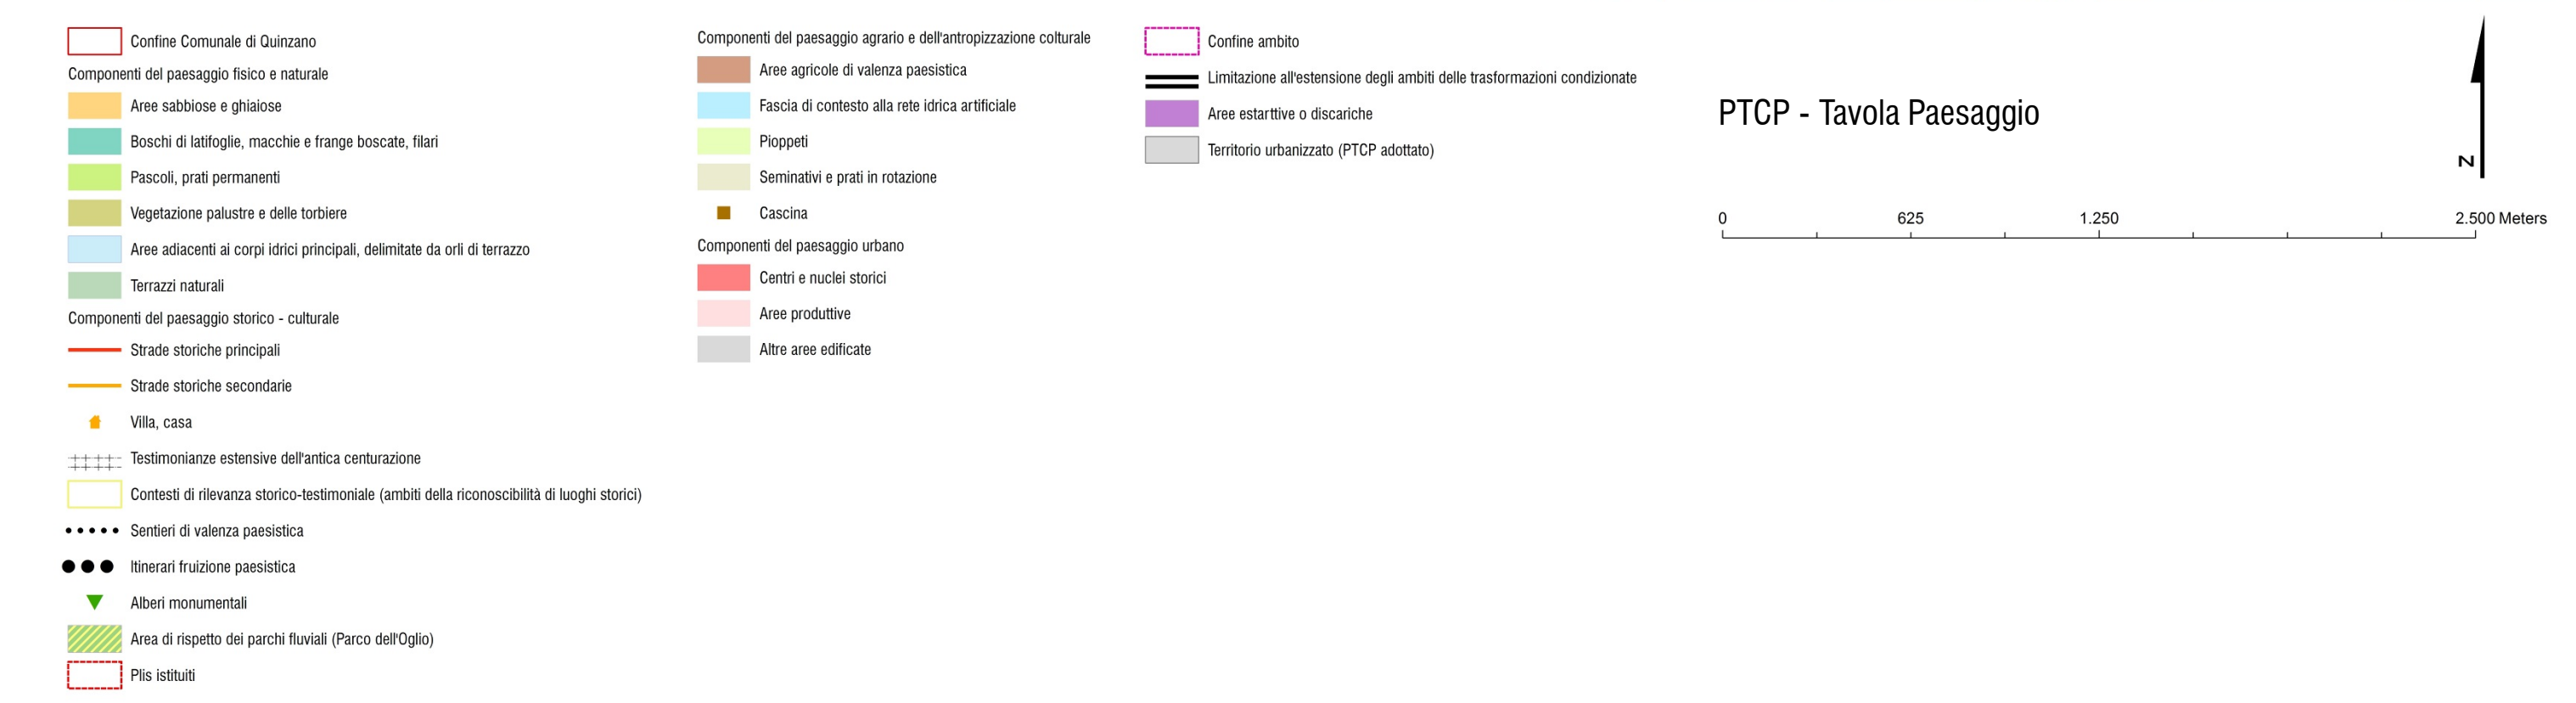 Confine Comunale di Quinzano
Componenti del paesaggio fisico e naturale
Aree sabbiose e ghiaiose
Boschi di latifoglie, macchie e frange boscate, filari
Pascoli, prati permanenti
Vegetazione palustre e delle torbiere
Aree adiacenti ai corpi idrici principali, delimitate da orli di terrazzo
Terrazzi naturali
Componenti del paesaggio storico - culturale
Strade storiche principali
Strade storiche secondarie
Villa, casa
Testimonianze estensive dell'antica centurazione
Contesti di rilevanza storico-testimoniale (ambiti della riconoscibilità di luoghi storici)
Sentieri di valenza paesistica
Itinerari fruizione paesistica
Alberi monumentali
Area di rispetto dei parchi fluviali (Parco dell'Oglio)
Plis istituiti
Componenti del paesaggio agrario e dell'antropizzazione colturale
Aree agricole di valenza paesistica
Fascia di contesto alla rete idrica artificiale
Pioppeti
Seminativi e prati in rotazione
Cascina
Componenti del paesaggio urbano
Centri e nuclei storici
Aree produttive
Altre aree edificate
Confine ambito
Limitazione all'estensione degli ambiti delle trasformazioni condizionate
Aree estarttive o discariche
Territorio urbanizzato (PTCP adottato)
PTCP - Tavola Paesaggio
N
0 625 1.250 2.500 Meters